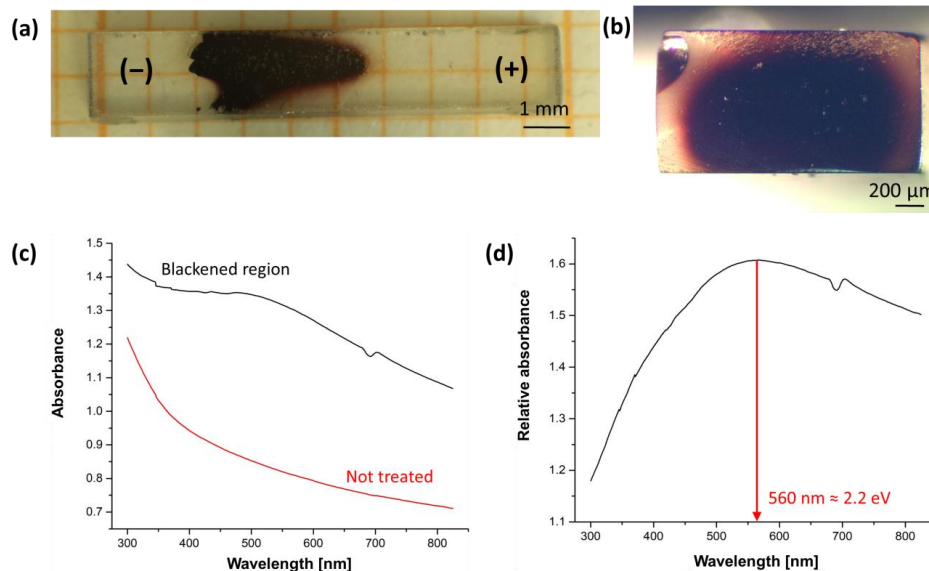 (a)
(−)
(+)
1 mm
(b)
200 µm
(c)
Absorbance
1.5
1.4
1.3
1.2
1.1
1.0
0.9
0.8
0.7
Blackened region
Not treated
300 400 500 600 700 800
Wavelength [nm]
(d)
Relative absorbance
1.6
1.5
1.4
1.3
1.2
1.1
560 nm ≈ 2.2 eV
300 400 500 600 700 800
Wavelength [nm]